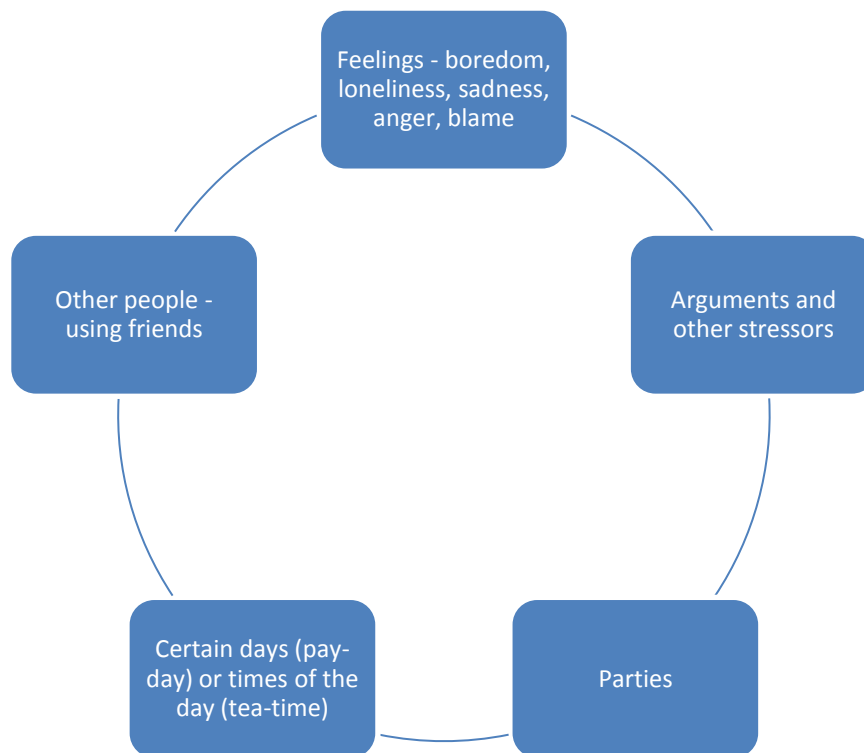 Feelings - boredom,
loneliness, sadness,
anger, blame
Arguments and
other stressors
Parties
Certain days (pay-
day) or times of the
day (tea-time)
Other people -
using friends